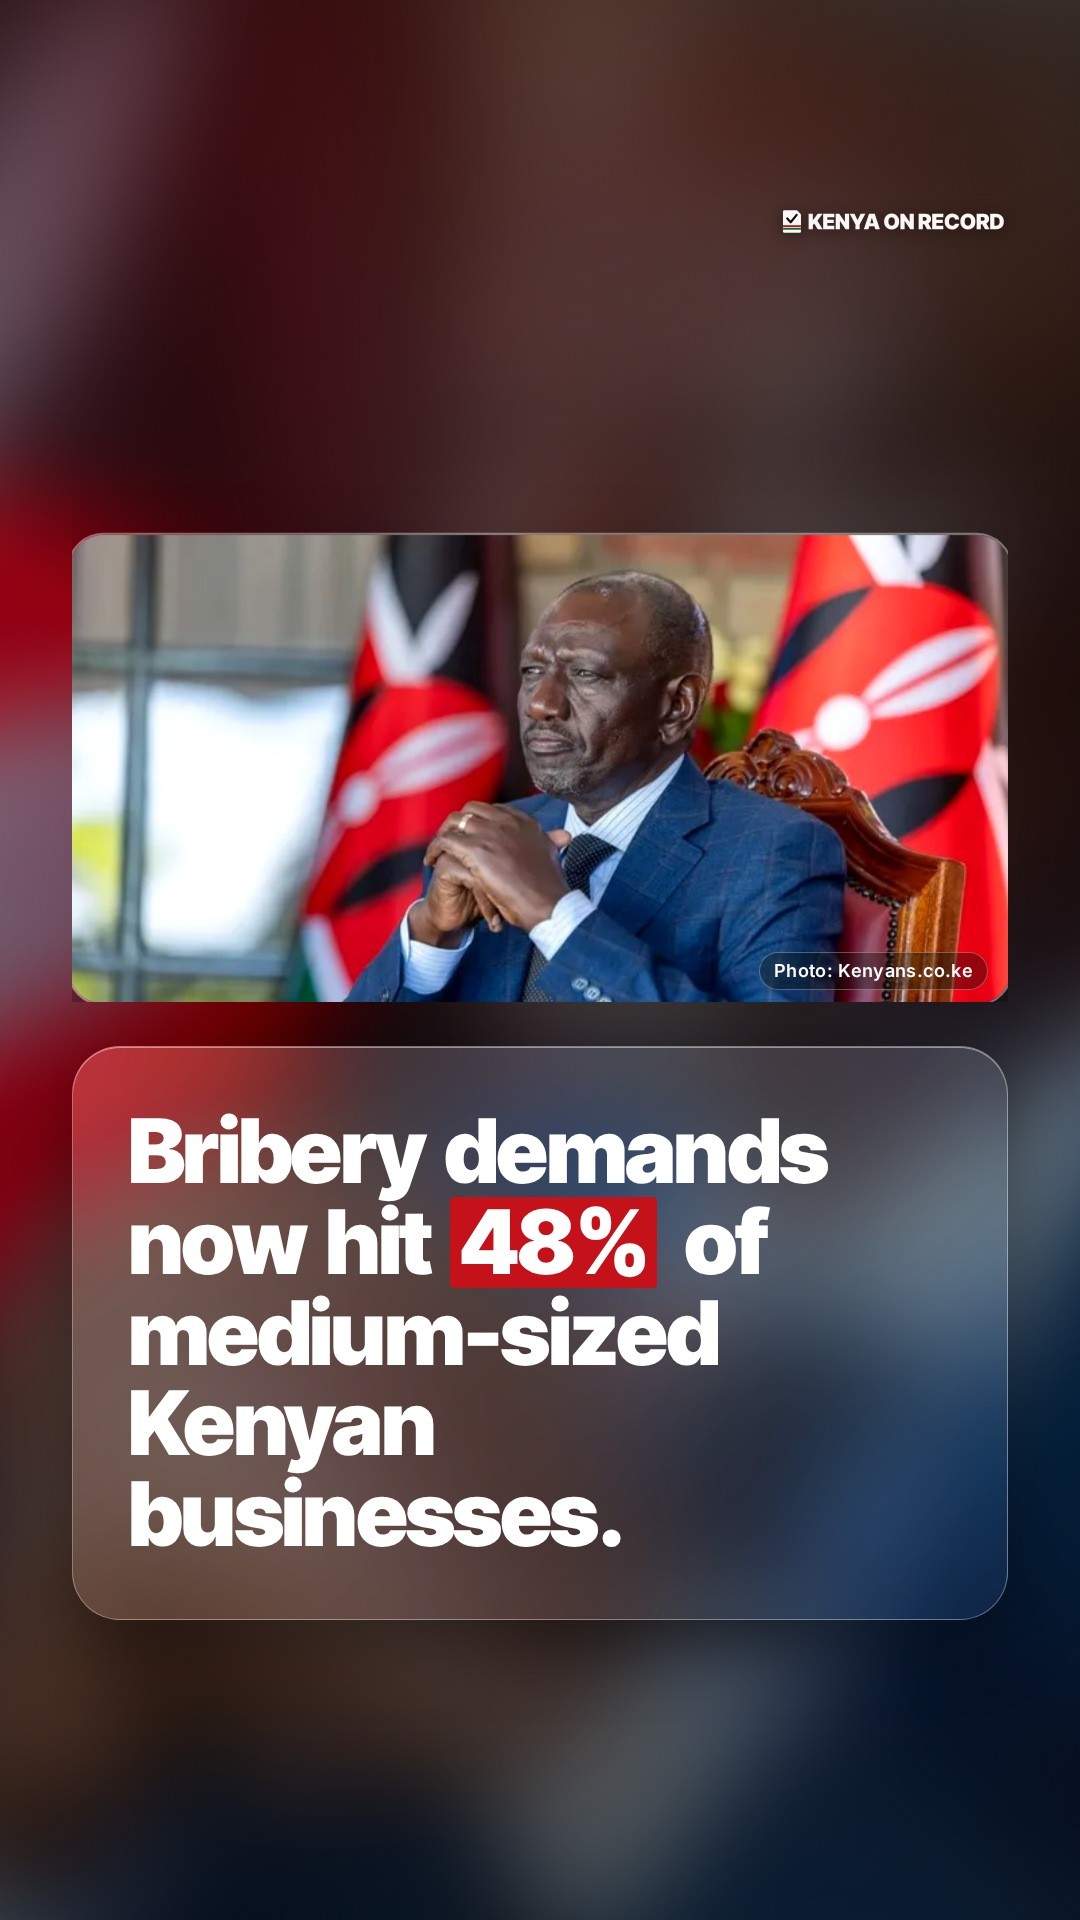 KENYA ON RECORD
Photo: Kenyans.co.ke
Bribery demands
now hit 48% of
medium-sized
Kenyan
businesses.